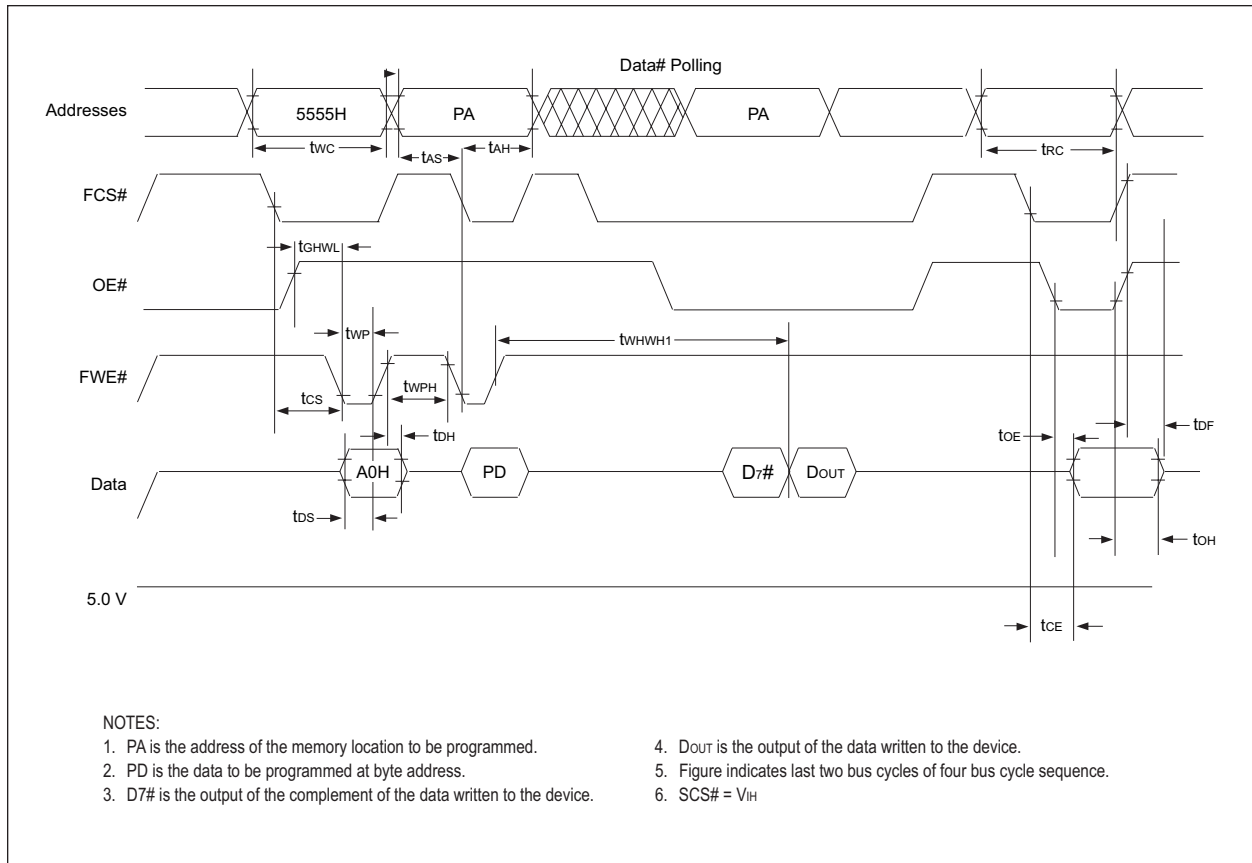 Data# Polling
Addresses
5555H
PA
PA
tWC
tAS
tAH
tRC
FCS#
tGHWL
OE#
tWP
tWHWH1
FWE#
tWPH
tCS
tDH
tOE
tDF
Data
A0H
PD
D7#
DOUT
tDS
tOH
5.0 V
tCE
NOTES:
1. PA is the address of the memory location to be programmed.
2. PD is the data to be programmed at byte address.
3. D7# is the output of the complement of the data written to the device.
4. DOUT is the output of the data written to the device.
5. Figure indicates last two bus cycles of four bus cycle sequence.
6. SCS# = VIH